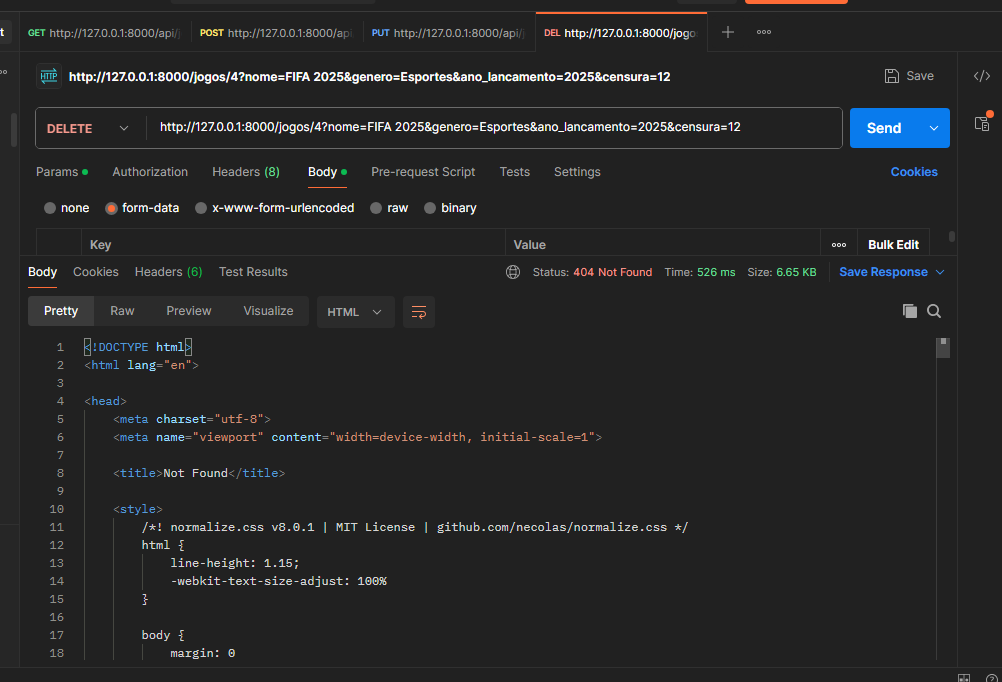 t GET http://127.0.0.1:8000/api/ POST http://127.0.0.1:8000/api PUT http://127.0.0.1:8000/api/ DEL http://127.0.0.1:8000/jogo
HTTP http://127.0.0.1:8000/jogos/4?nome=FIFA 2025&genero=Esportes&ano_lancamento=2025&censura=12 Save </>
DELETE http://127.0.0.1:8000/jogos/4?nome=FIFA 2025&genero=Esportes&ano_lancamento=2025&censura=12 Send
Params Authorization Headers (8) Body Pre-request Script Tests Settings Cookies
none form-data x-www-form-urlencoded raw binary
Key Value Bulk Edit
Body Cookies Headers (6) Test Results Status: 404 Not Found Time: 526 ms Size: 6.65 KB Save Response
Pretty Raw Preview Visualize HTML
1 <!DOCTYPE html>
2 <html lang="en">
3
4 <head>
5 <meta charset="utf-8">
6 <meta name="viewport" content="width=device-width, initial-scale=1">
7
8 <title>Not Found</title>
9
10 <style>
11 /*! normalize.css v8.0.1 | MIT License | github.com/necolas/normalize.css */
12 html {
13 line-height: 1.15;
14 -webkit-text-size-adjust: 100%
15 }
16
17 body {
18 margin: 0